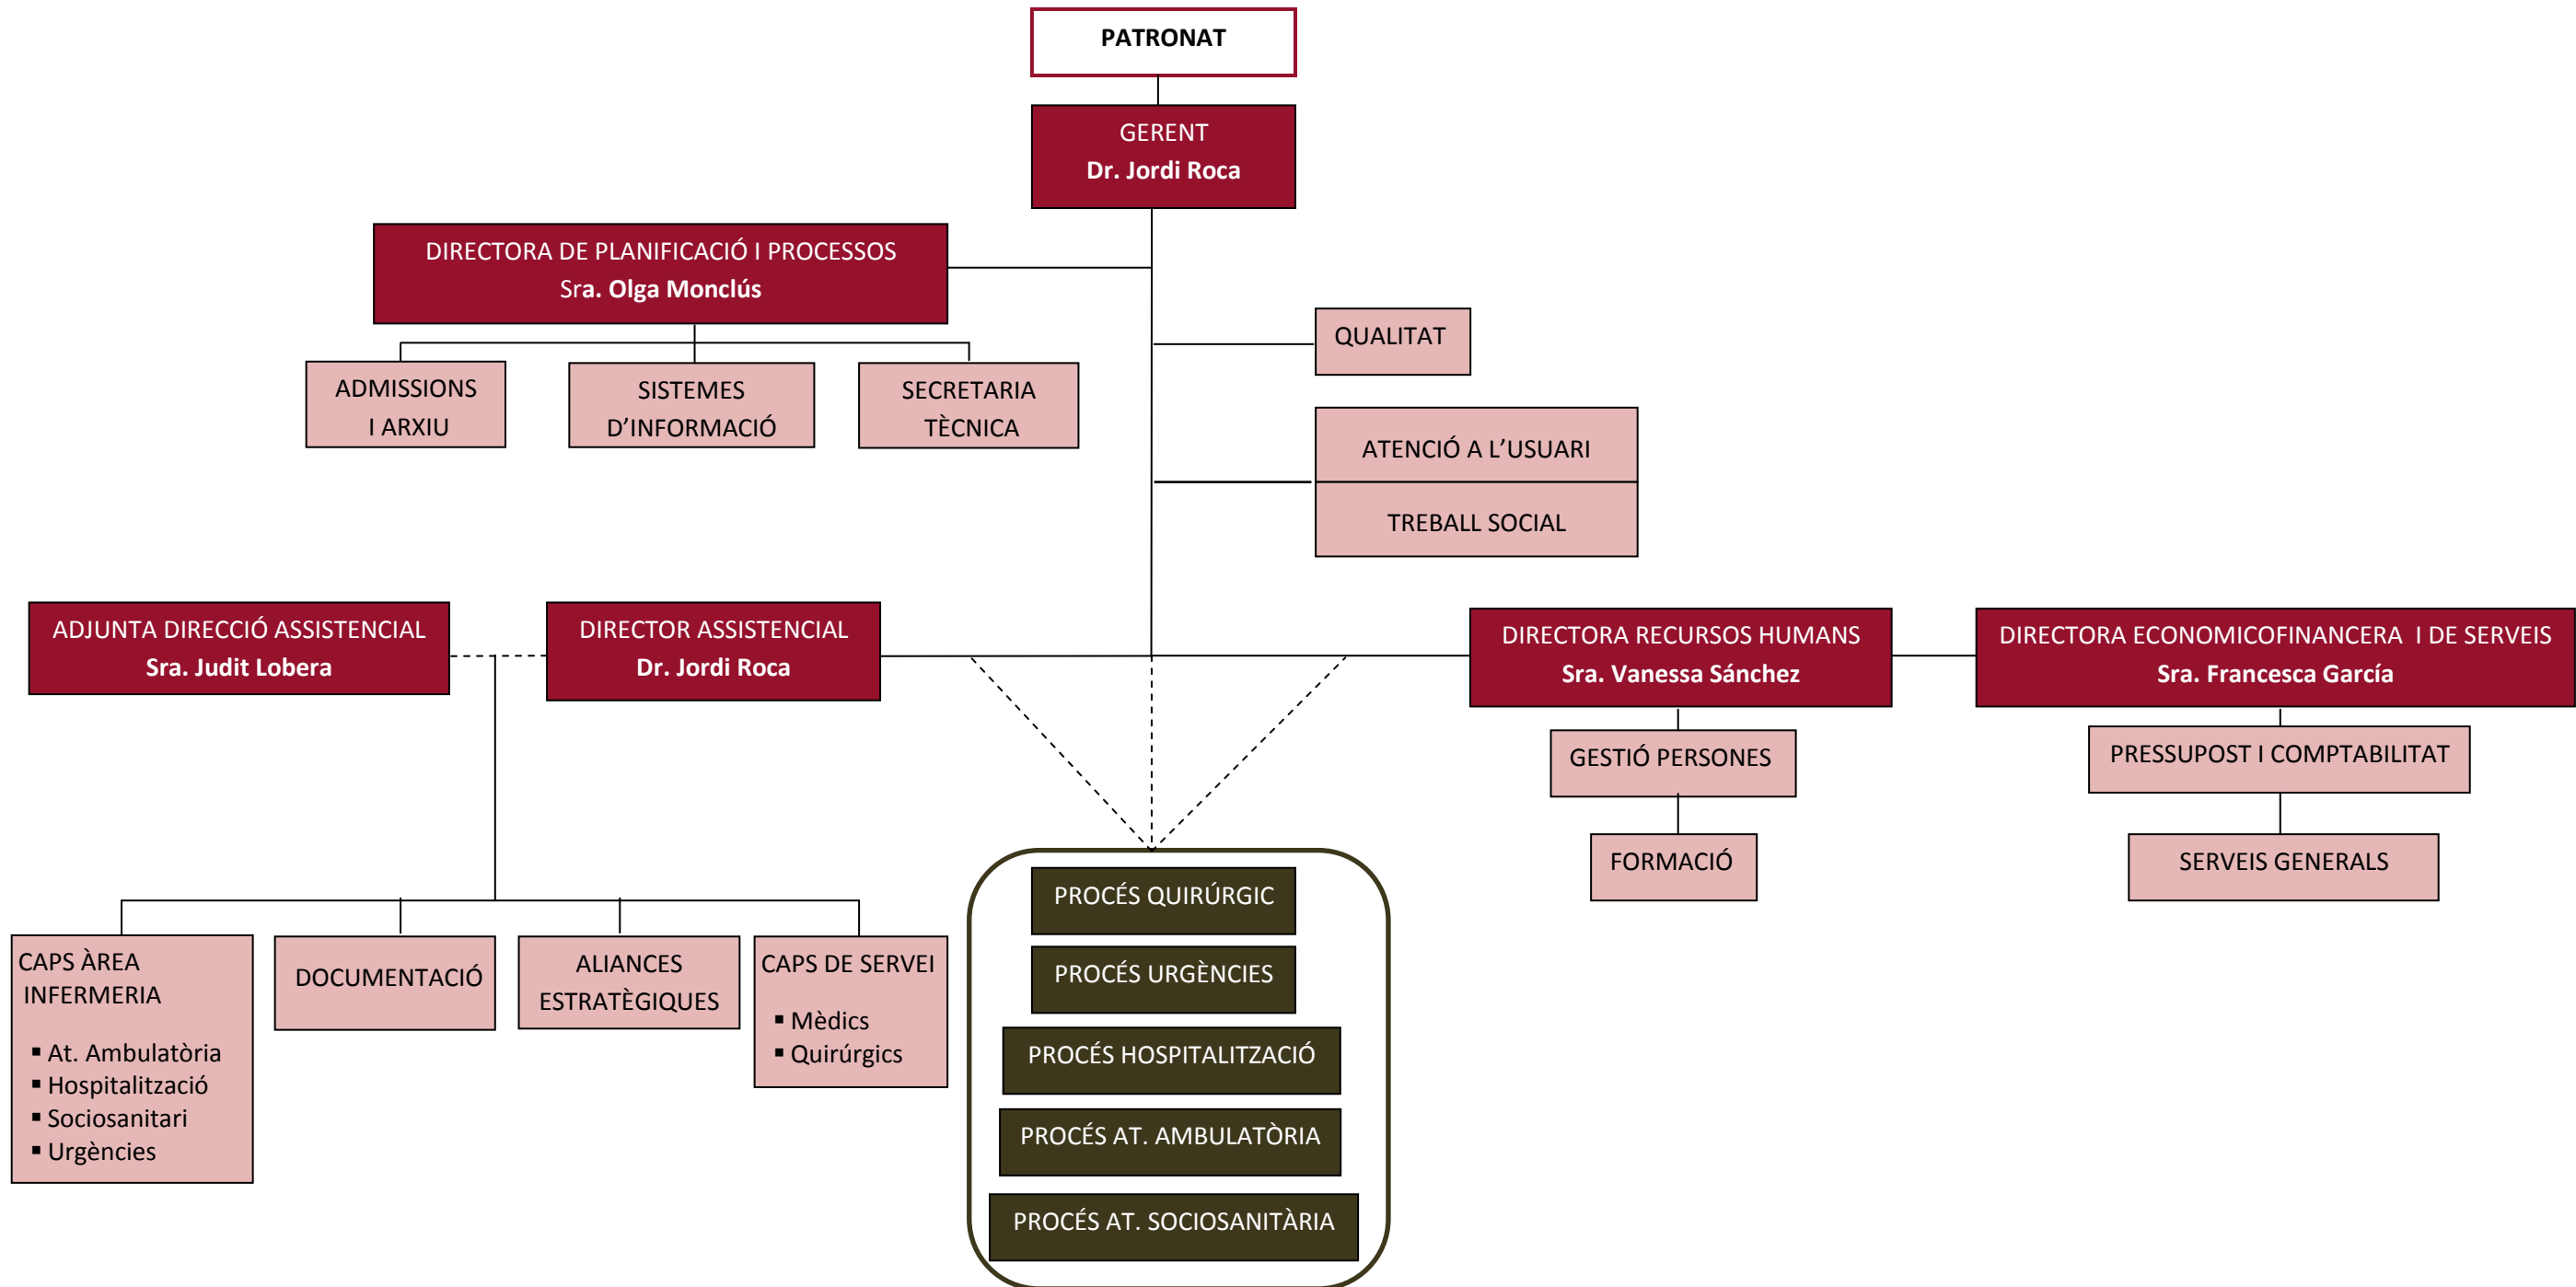 PATRONAT
GERENT
Dr. Jordi Roca
DIRECTORA DE PLANIFICACIÓ I PROCESSOS
Sra. Olga Monclús
ADMISSIONS
I ARXIU
SISTEMES
D’INFORMACIÓ
SECRETARIA
TÈCNICA
QUALITAT
ATENCIÓ A L’USUARI
TREBALL SOCIAL
ADJUNTA DIRECCIÓ ASSISTENCIAL
Sra. Judit Lobera
DIRECTOR ASSISTENCIAL
Dr. Jordi Roca
DIRECTORA RECURSOS HUMANS
Sra. Vanessa Sánchez
DIRECTORA ECONOMICOFINANCERA I DE SERVEIS
Sra. Francesca García
GESTIÓ PERSONES
FORMACIÓ
PRESSUPOST I COMPTABILITAT
SERVEIS GENERALS
CAPS ÀREA
INFERMERIA
▪ At. Ambulatòria
▪ Hospitalització
▪ Sociosanitari
▪ Urgències
DOCUMENTACIÓ
ALIANCES
ESTRATÈGIQUES
CAPS DE SERVEI
▪ Mèdics
▪ Quirúrgics
PROCÉS QUIRÚRGIC
PROCÉS URGÈNCIES
PROCÉS HOSPITALITZACIÓ
PROCÉS AT. AMBULATÒRIA
PROCÉS AT. SOCIOSANITÀRIA